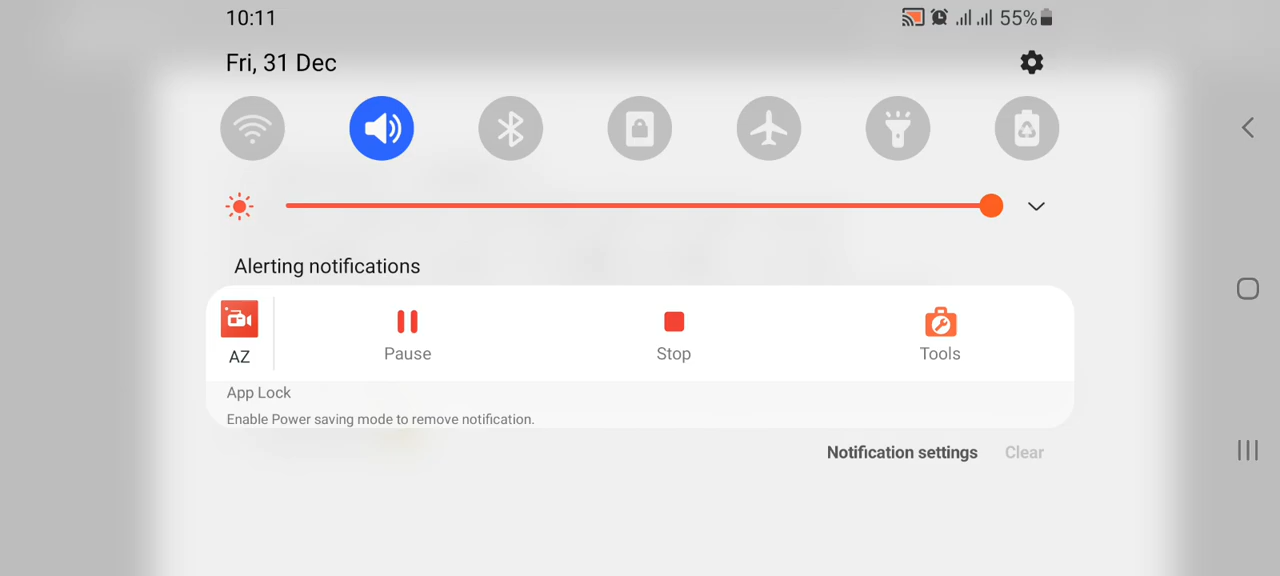 10:11
55%
Fri, 31 Dec
Alerting notifications
AZ
Pause
Stop
Tools
App Lock
Enable Power saving mode to remove notification.
Notification settings
Clear